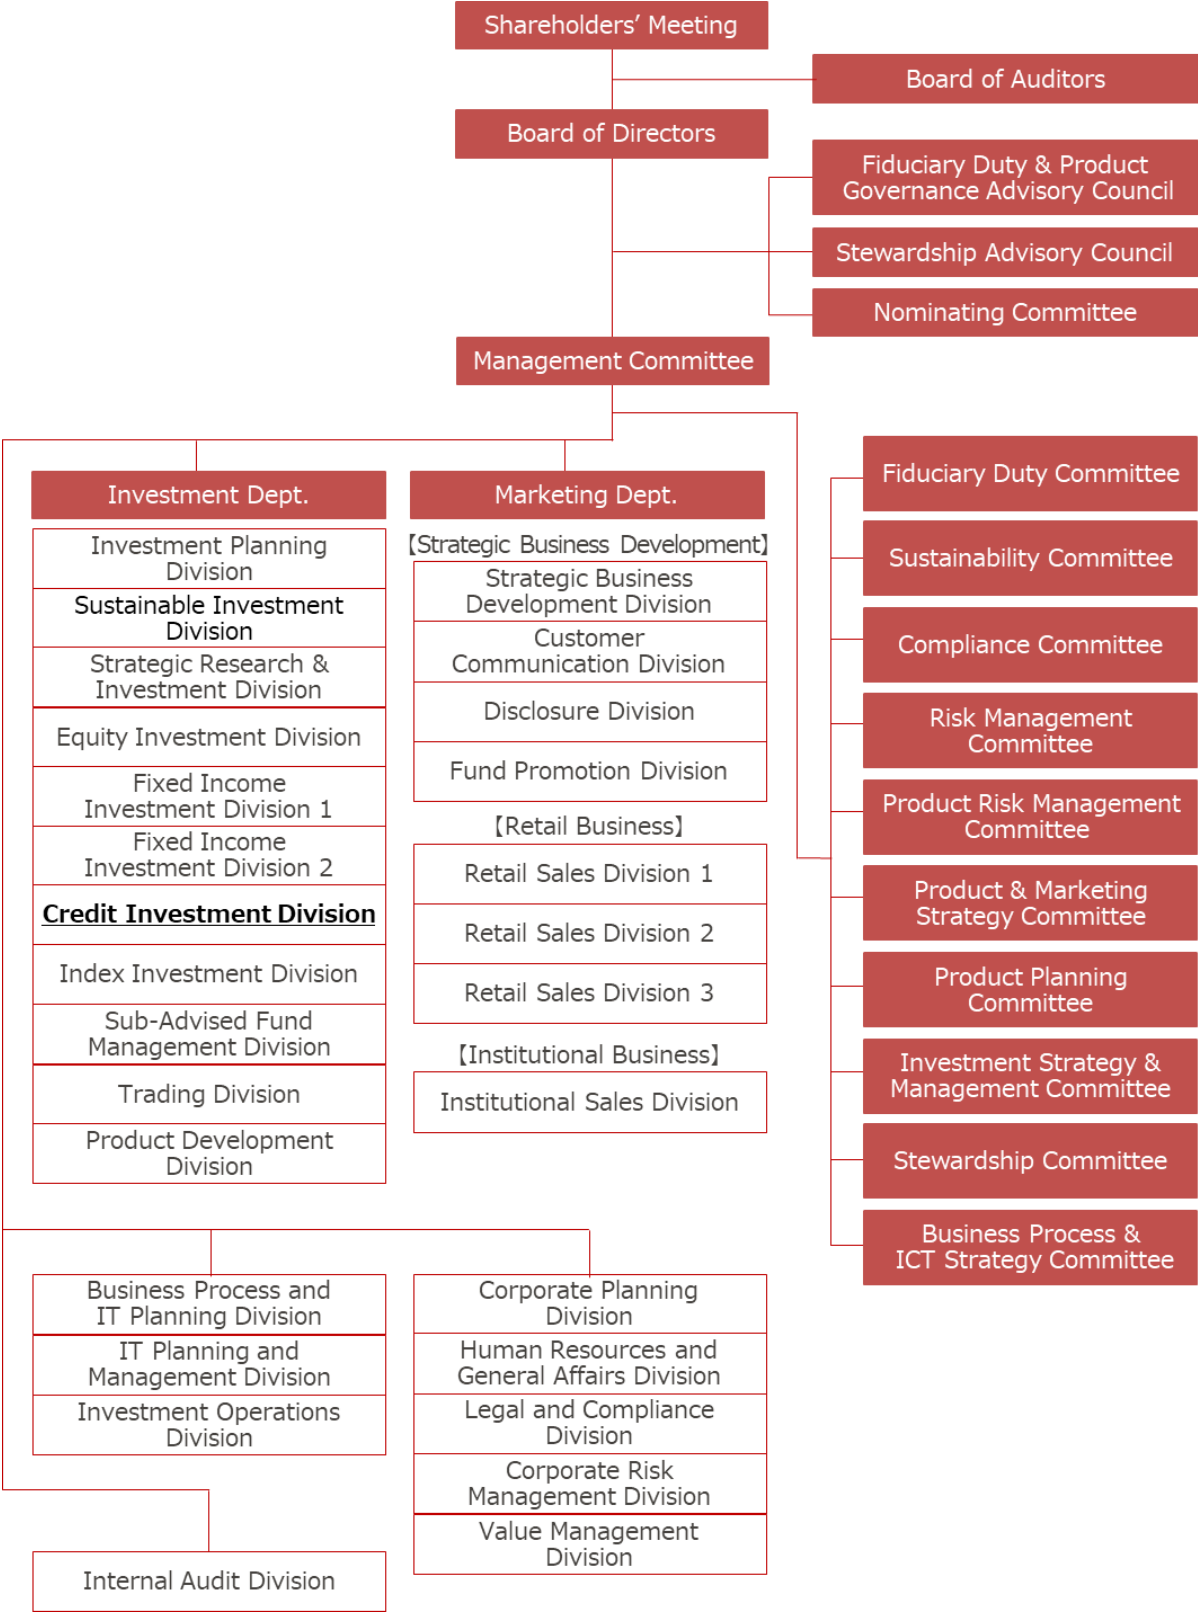 Shareholders’ Meeting
Board of Auditors
Board of Directors
Fiduciary Duty & Product
Governance Advisory Council
Stewardship Advisory Council
Nominating Committee
Management Committee
Investment Dept.
Investment Planning
Division
Sustainable Investment
Division
Strategic Research &
Investment Division
Equity Investment Division
Fixed Income
Investment Division 1
Fixed Income
Investment Division 2
Credit Investment Division
Index Investment Division
Sub-Advised Fund
Management Division
Trading Division
Product Development
Division
Marketing Dept.
【Strategic Business Development】
Strategic Business
Development Division
Customer
Communication Division
Disclosure Division
Fund Promotion Division
【Retail Business】
Retail Sales Division 1
Retail Sales Division 2
Retail Sales Division 3
【Institutional Business】
Institutional Sales Division
Fiduciary Duty Committee
Sustainability Committee
Compliance Committee
Risk Management
Committee
Product Risk Management
Committee
Product & Marketing
Strategy Committee
Product Planning
Committee
Investment Strategy &
Management Committee
Stewardship Committee
Business Process &
ICT Strategy Committee
Business Process and
IT Planning Division
IT Planning and
Management Division
Investment Operations
Division
Corporate Planning
Division
Human Resources and
General Affairs Division
Legal and Compliance
Division
Corporate Risk
Management Division
Value Management
Division
Internal Audit Division